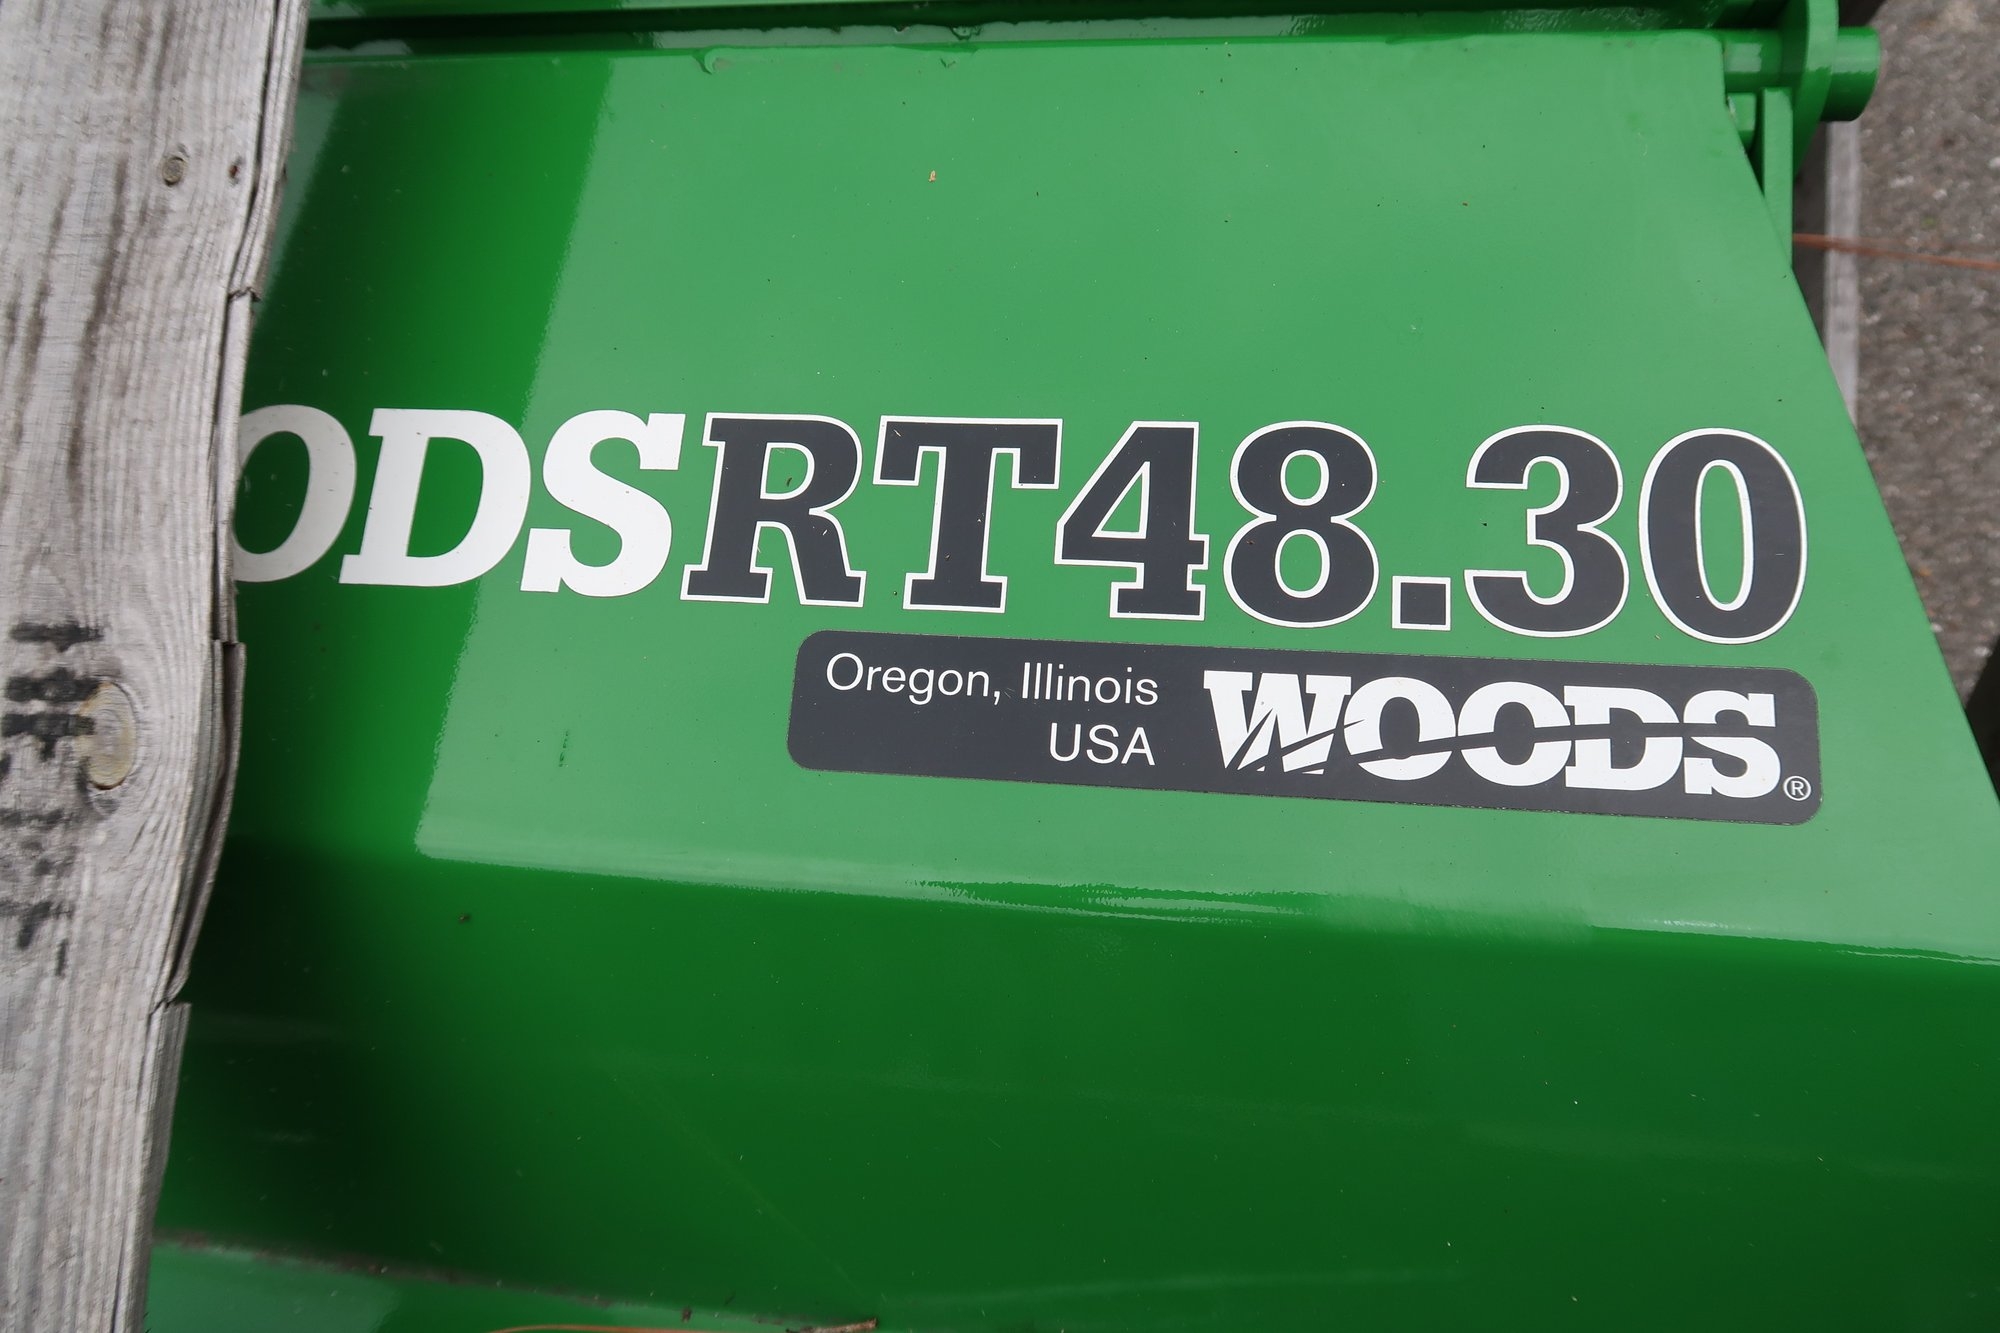 ODSRT48.30
Oregon, Illinois
USA
WOODS®